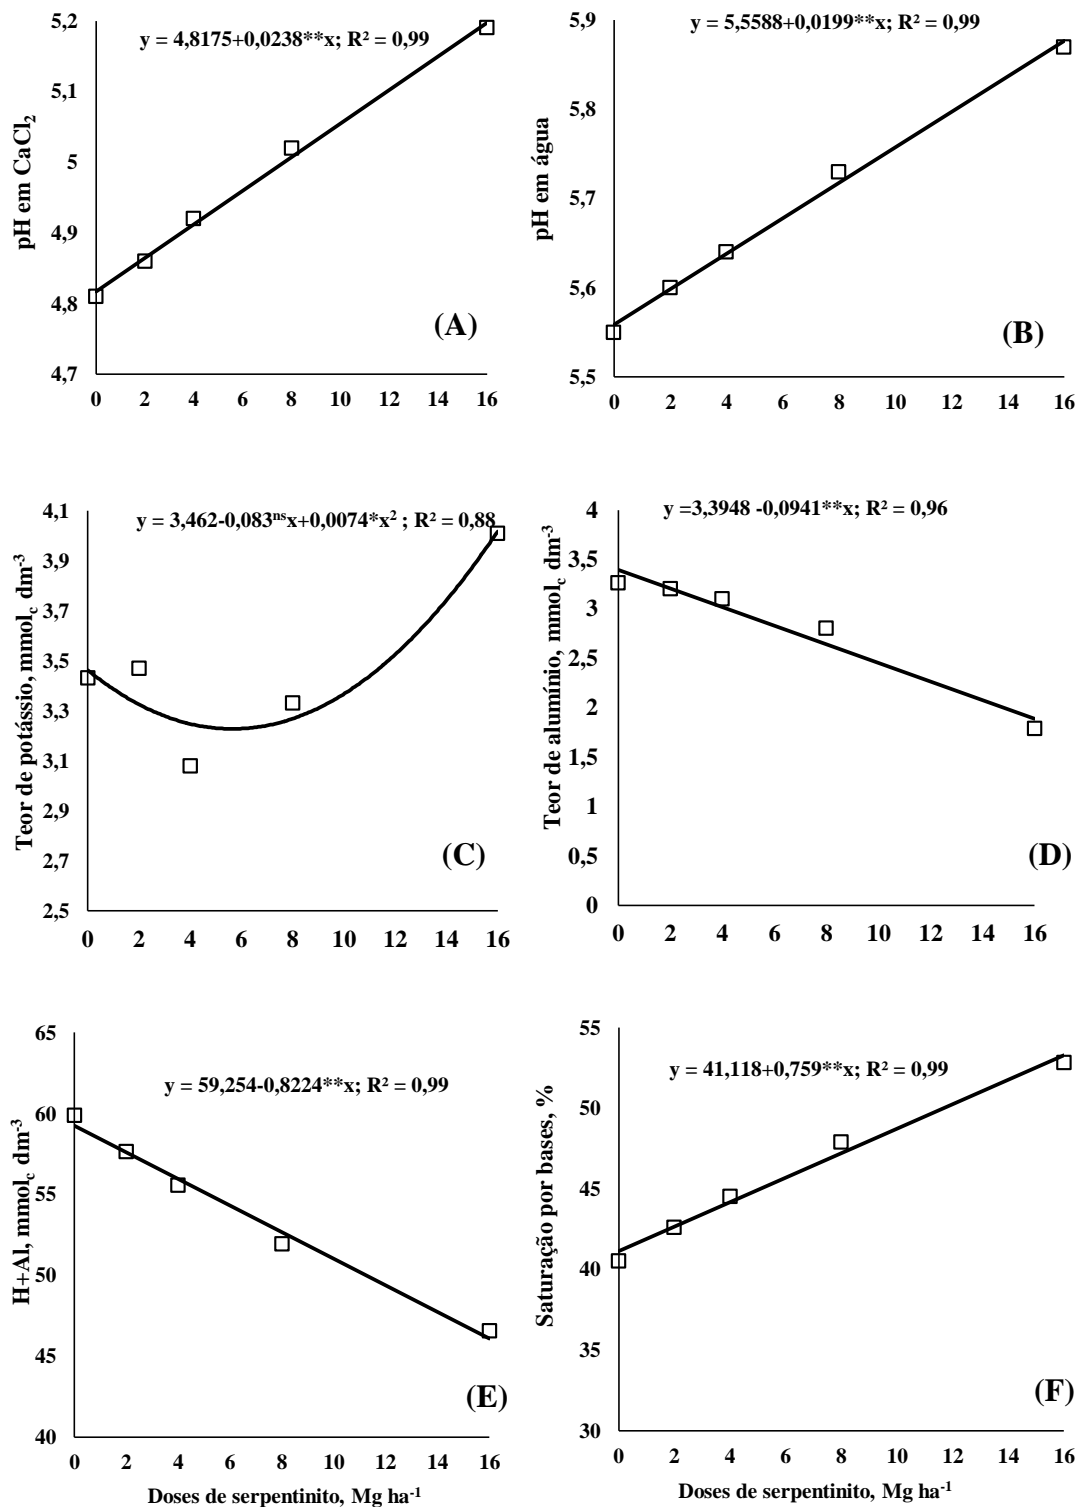 y = 4,8175+0,0238**x; R² = 0,99
5,2
5,1
5
4,9
4,8
4,7
pH em CaCl₂
(A)
0 2 4 6 8 10 12 14 16
y = 5,5588+0,0199**x; R² = 0,99
5,9
5,8
5,7
5,6
5,5
pH em água
(B)
0 2 4 6 8 10 12 14 16
y = 3,462-0,083ⁿˢx+0,0074*x² ; R² = 0,88
4,1
3,9
3,7
3,5
3,3
3,1
2,9
2,7
2,5
Teor de potássio, mmol꜀ dm⁻³
(C)
0 2 4 6 8 10 12 14 16
y =3,3948 -0,0941**x; R² = 0,96
4
3,5
3
2,5
2
1,5
1
0,5
0
Teor de alumínio, mmol꜀ dm⁻³
(D)
0 2 4 6 8 10 12 14 16
y = 59,254-0,8224**x; R² = 0,99
65
60
55
50
45
40
H+Al, mmol꜀ dm⁻³
(E)
0 2 4 6 8 10 12 14 16
Doses de serpentinito, Mg ha⁻¹
y = 41,118+0,759**x; R² = 0,99
55
50
45
40
35
30
Saturação por bases, %
(F)
0 2 4 6 8 10 12 14 16
Doses de serpentinito, Mg ha⁻¹